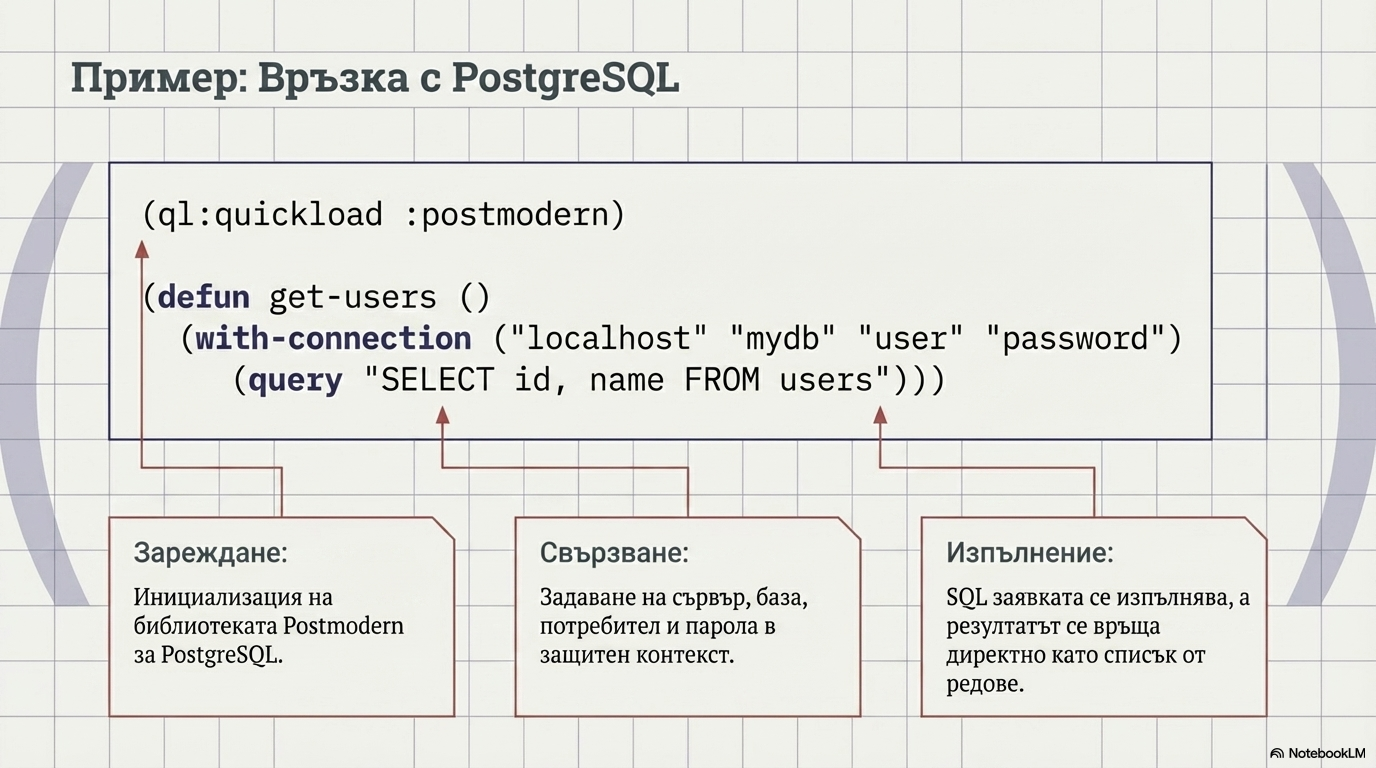 Пример: Връзка с PostgreSQL
(ql:quickload :postmodern)
(defun get-users ()
(with-connection ("localhost" "mydb" "user" "password")
(query "SELECT id, name FROM users")))
Зареждане:
Инициализация на
библиотеката Postmodern
за PostgreSQL.
Свързване:
Задаване на сървър, база,
потребител и парола в
защитен контекст.
Изпълнение:
SQL заявката се изпълнява, а
резултатът се връща
директно като списък от
редове.
NotebookLM